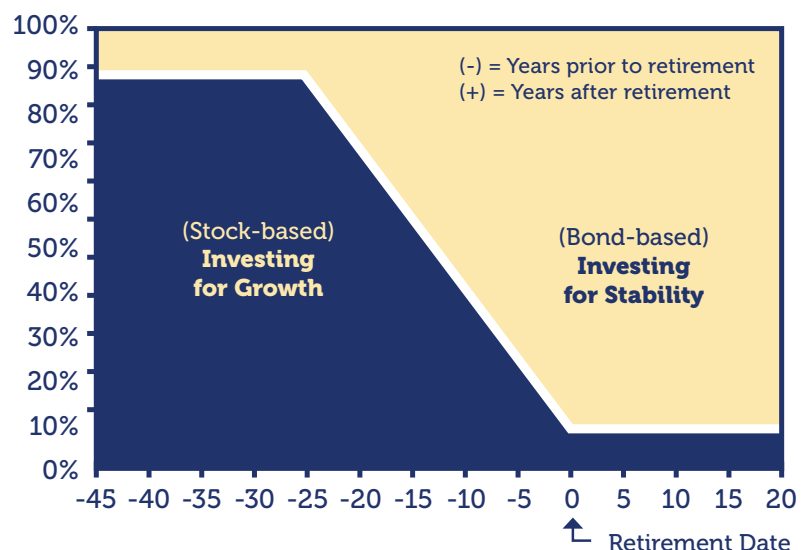 100%
90%
80%
70%
60%
50%
40%
30%
20%
10%
0%
(-) = Years prior to retirement
(+) = Years after retirement
(Stock-based)
Investing
for Growth
(Bond-based)
Investing
for Stability
-45 -40 -35 -30 -25 -20 -15 -10 -5 0 5 10 15 20
Retirement Date